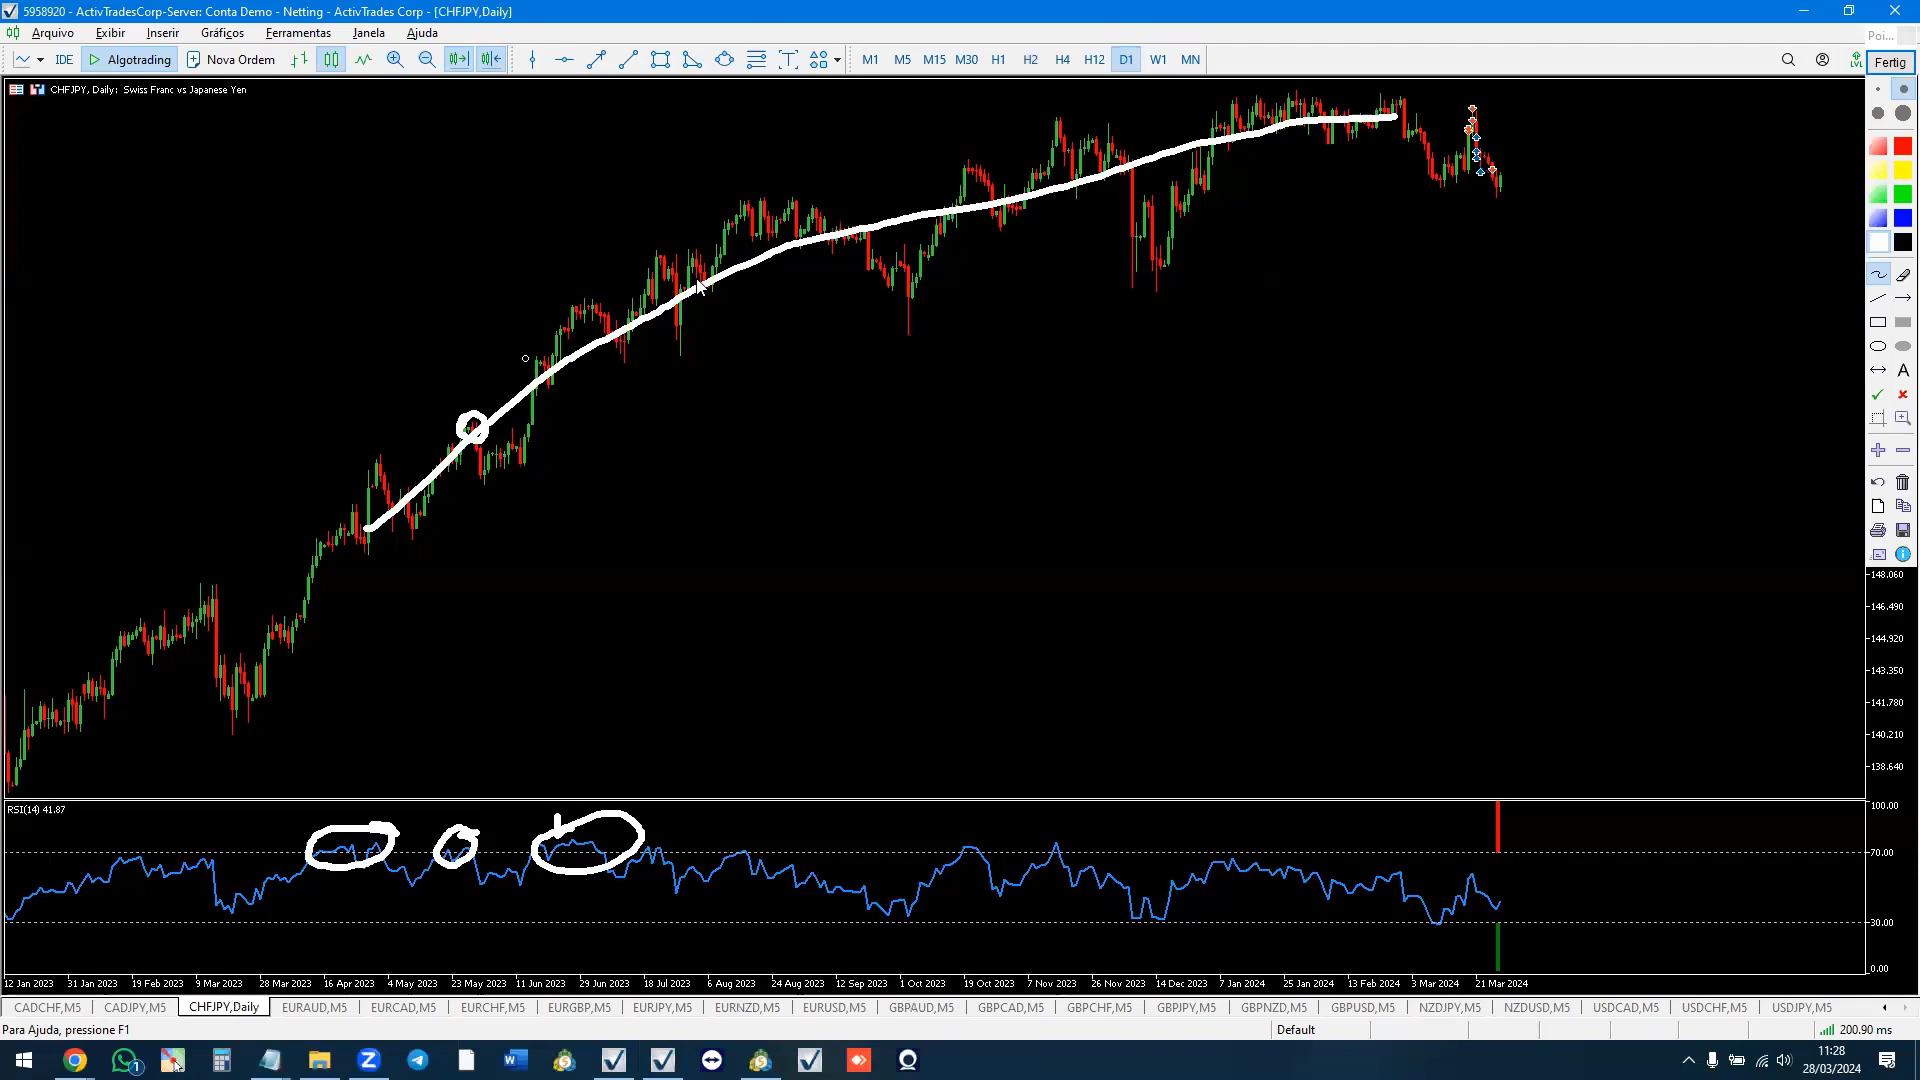 5958920 - ActivTradesCorp-Server: Conta Demo - Netting - ActivTrades Corp - [CHFJPY,Daily]
Poi...
Arquivo Exibir Inserir Gráficos Ferramentas Janela Ajuda
IDE Algotrading Nova Ordem M1 M5 M15 M30 H1 H2 H4 H12 D1 W1 MN LVL Fertig
CHFJPY, Daily: Swiss Franc vs Japanese Yen
A
148.060
146.490
144.920
143.350
141.780
140.210
138.640
RSI(14) 41.87
100.00
70.00
30.00
0.00
12 Jan 2023 31 Jan 2023 19 Feb 2023 9 Mar 2023 28 Mar 2023 16 Apr 2023 4 May 2023 23 May 2023 11 Jun 2023 29 Jun 2023 18 Jul 2023 6 Aug 2023 24 Aug 2023 12 Sep 2023 1 Oct 2023 19 Oct 2023 7 Nov 2023 26 Nov 2023 14 Dec 2023 7 Jan 2024 25 Jan 2024 13 Feb 2024 3 Mar 2024 21 Mar 2024
CADCHF,M5 CADJPY,M5 CHFJPY,Daily EURAUD,M5 EURCAD,M5 EURCHF,M5 EURGBP,M5 EURJPY,M5 EURNZD,M5 EURUSD,M5 GBPAUD,M5 GBPCAD,M5 GBPCHF,M5 GBPJPY,M5 GBPNZD,M5 GBPUSD,M5 NZDJPY,M5 NZDUSD,M5 USDCAD,M5 USDCHF,M5 USDJPY,M5
Para Ajuda, pressione F1 Default 200.90 ms
1 11:28
28/03/2024